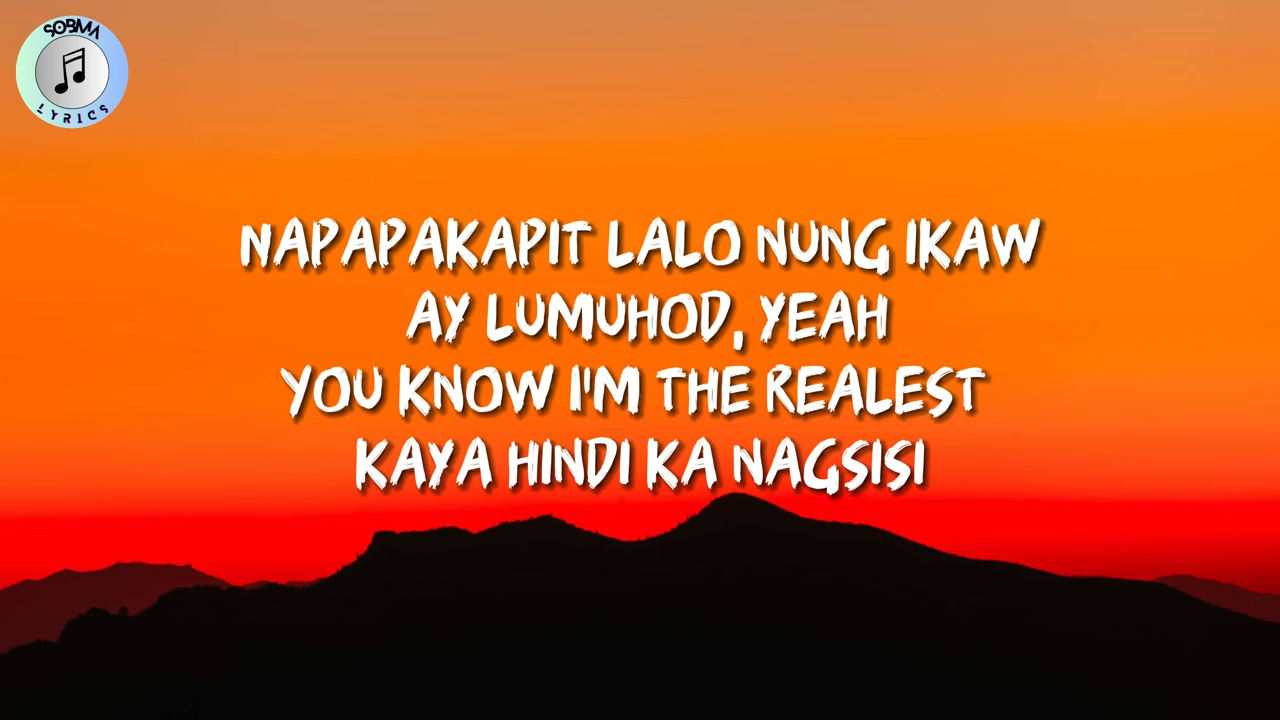 SOBMA
LYRICS
NAPAPAKAPIT LALO NUNG IKAW
AY LUMUHOD, YEAH
YOU KNOW I'M THE REALEST
KAYA HINDI KA NAGSISI